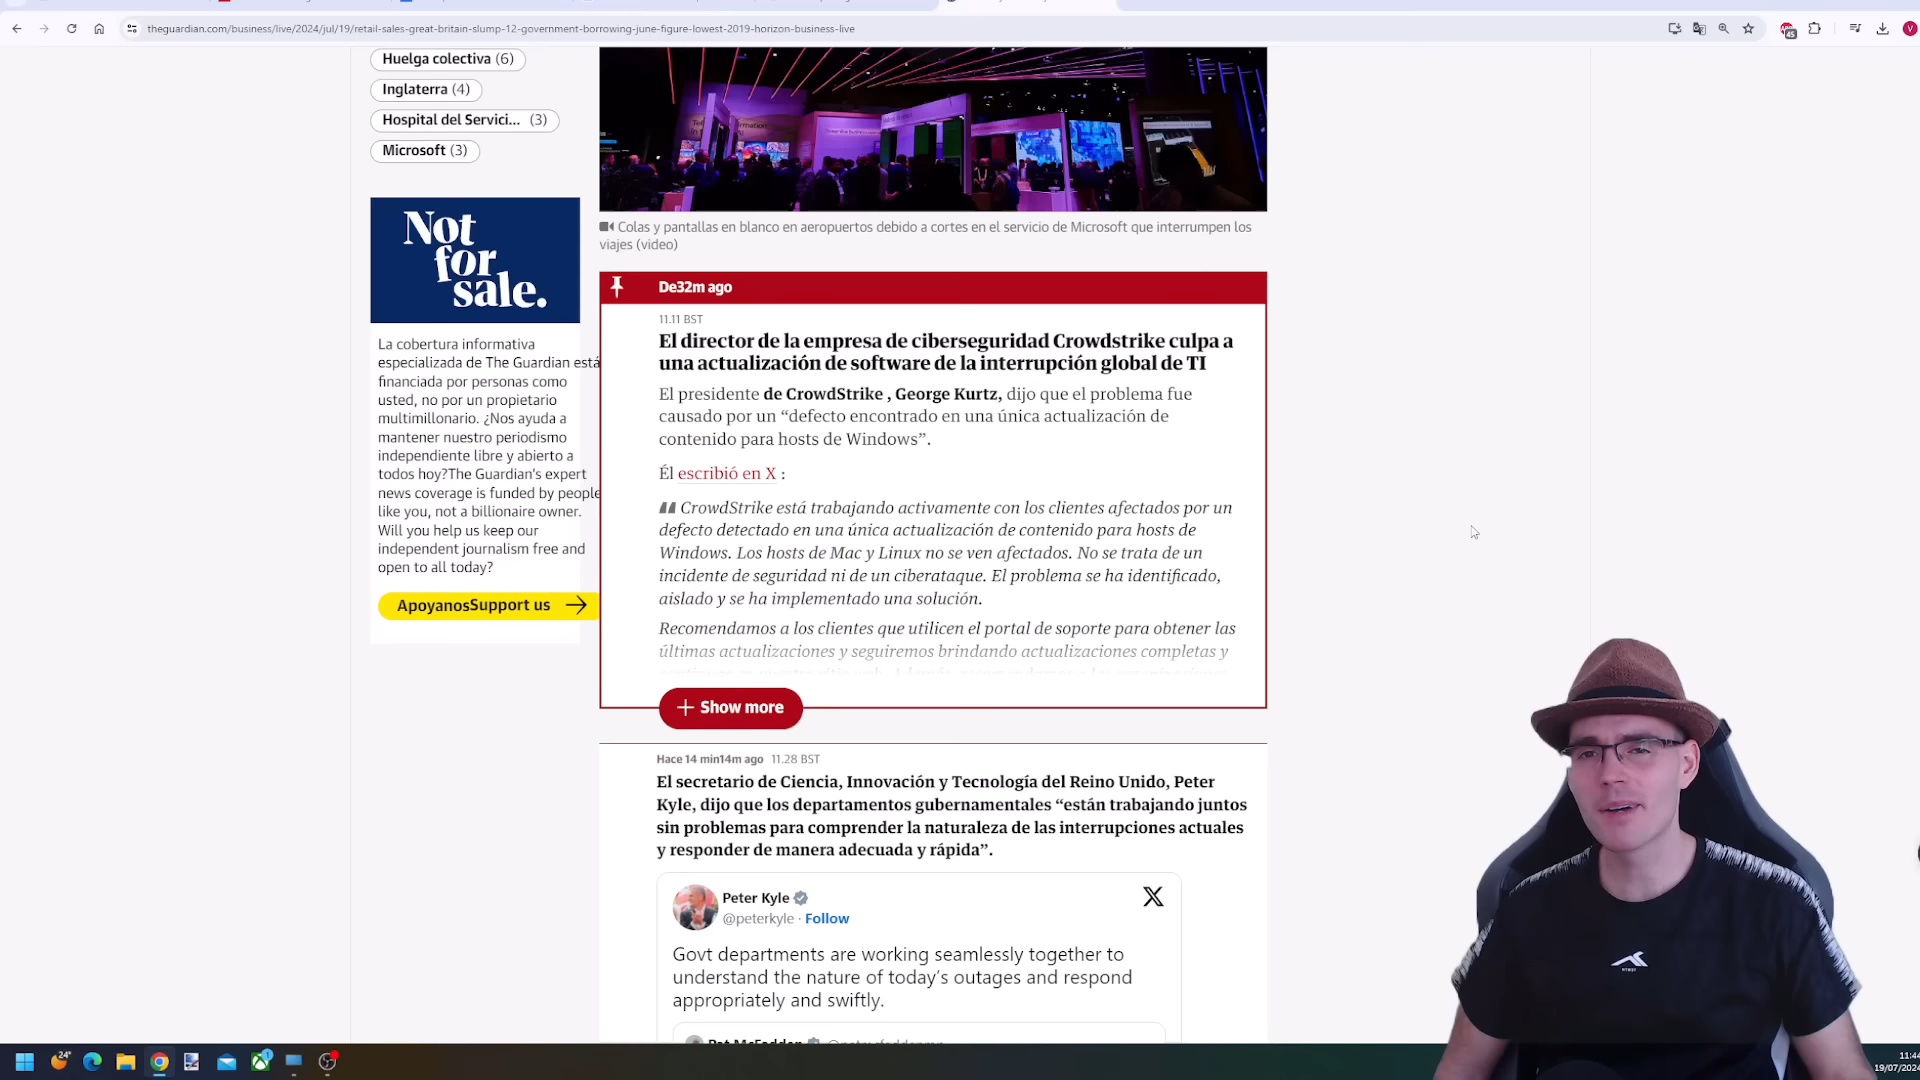 theguardian.com/business/live/2024/jul/19/retail-sales-great-britain-slump-12-government-borrowing-june-figure-lowest-2019-horizon-business-live
45
V
Huelga colectiva (6)
Inglaterra (4)
Hospital del Servici... (3)
Microsoft (3)
Not
for
sale.
La cobertura informativa
especializada de The Guardian está
financiada por personas como
usted, no por un propietario
multimillonario. ¿Nos ayuda a
mantener nuestro periodismo
independiente libre y abierto a
todos hoy?The Guardian's expert
news coverage is funded by people
like you, not a billionaire owner.
Will you help us keep our
independent journalism free and
open to all today?
ApoyanosSupport us
Colas y pantallas en blanco en aeropuertos debido a cortes en el servicio de Microsoft que interrumpen los
viajes (video)
De32m ago
11.11 BST
El director de la empresa de ciberseguridad Crowdstrike culpa a
una actualización de software de la interrupción global de TI
El presidente de CrowdStrike , George Kurtz, dijo que el problema fue
causado por un “defecto encontrado en una única actualización de
contenido para hosts de Windows”.
Él escribió en X :
CrowdStrike está trabajando activamente con los clientes afectados por un
defecto detectado en una única actualización de contenido para hosts de
Windows. Los hosts de Mac y Linux no se ven afectados. No se trata de un
incidente de seguridad ni de un ciberataque. El problema se ha identificado,
aislado y se ha implementado una solución.
Recomendamos a los clientes que utilicen el portal de soporte para obtener las
últimas actualizaciones y seguiremos brindando actualizaciones completas y
Show more
Hace 14 min14m ago 11.28 BST
El secretario de Ciencia, Innovación y Tecnología del Reino Unido, Peter
Kyle, dijo que los departamentos gubernamentales “están trabajando juntos
sin problemas para comprender la naturaleza de las interrupciones actuales
y responder de manera adecuada y rápida”.
Peter Kyle
@peterkyle · Follow
Govt departments are working seamlessly together to
understand the nature of today’s outages and respond
appropriately and swiftly.
24°
11:44
19/07/2024